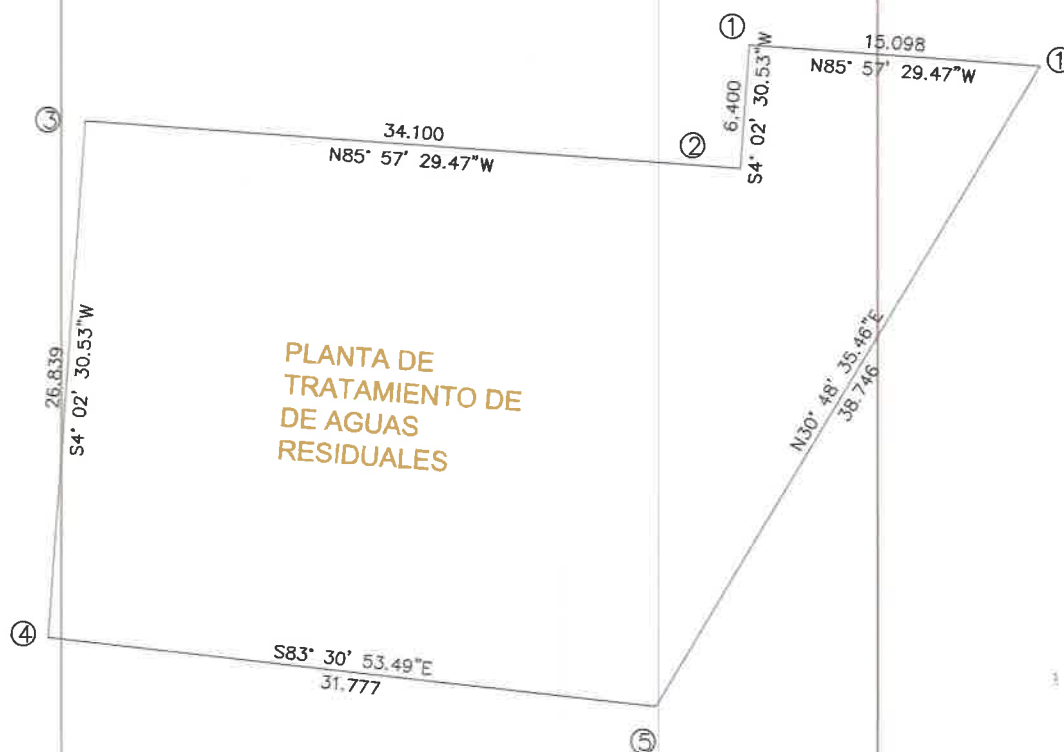 ①
15.098
①
N85° 57' 29.47"W
6.400
S4° 02' 30.53"W
③
34.100
②
N85° 57' 29.47"W
26.839
S4° 02' 30.53"W
PLANTA DE
TRATAMIENTO DE
DE AGUAS
RESIDUALES
N30° 48' 35.46"E
38.746
④
S83° 30' 53.49"E
31.777
⑤